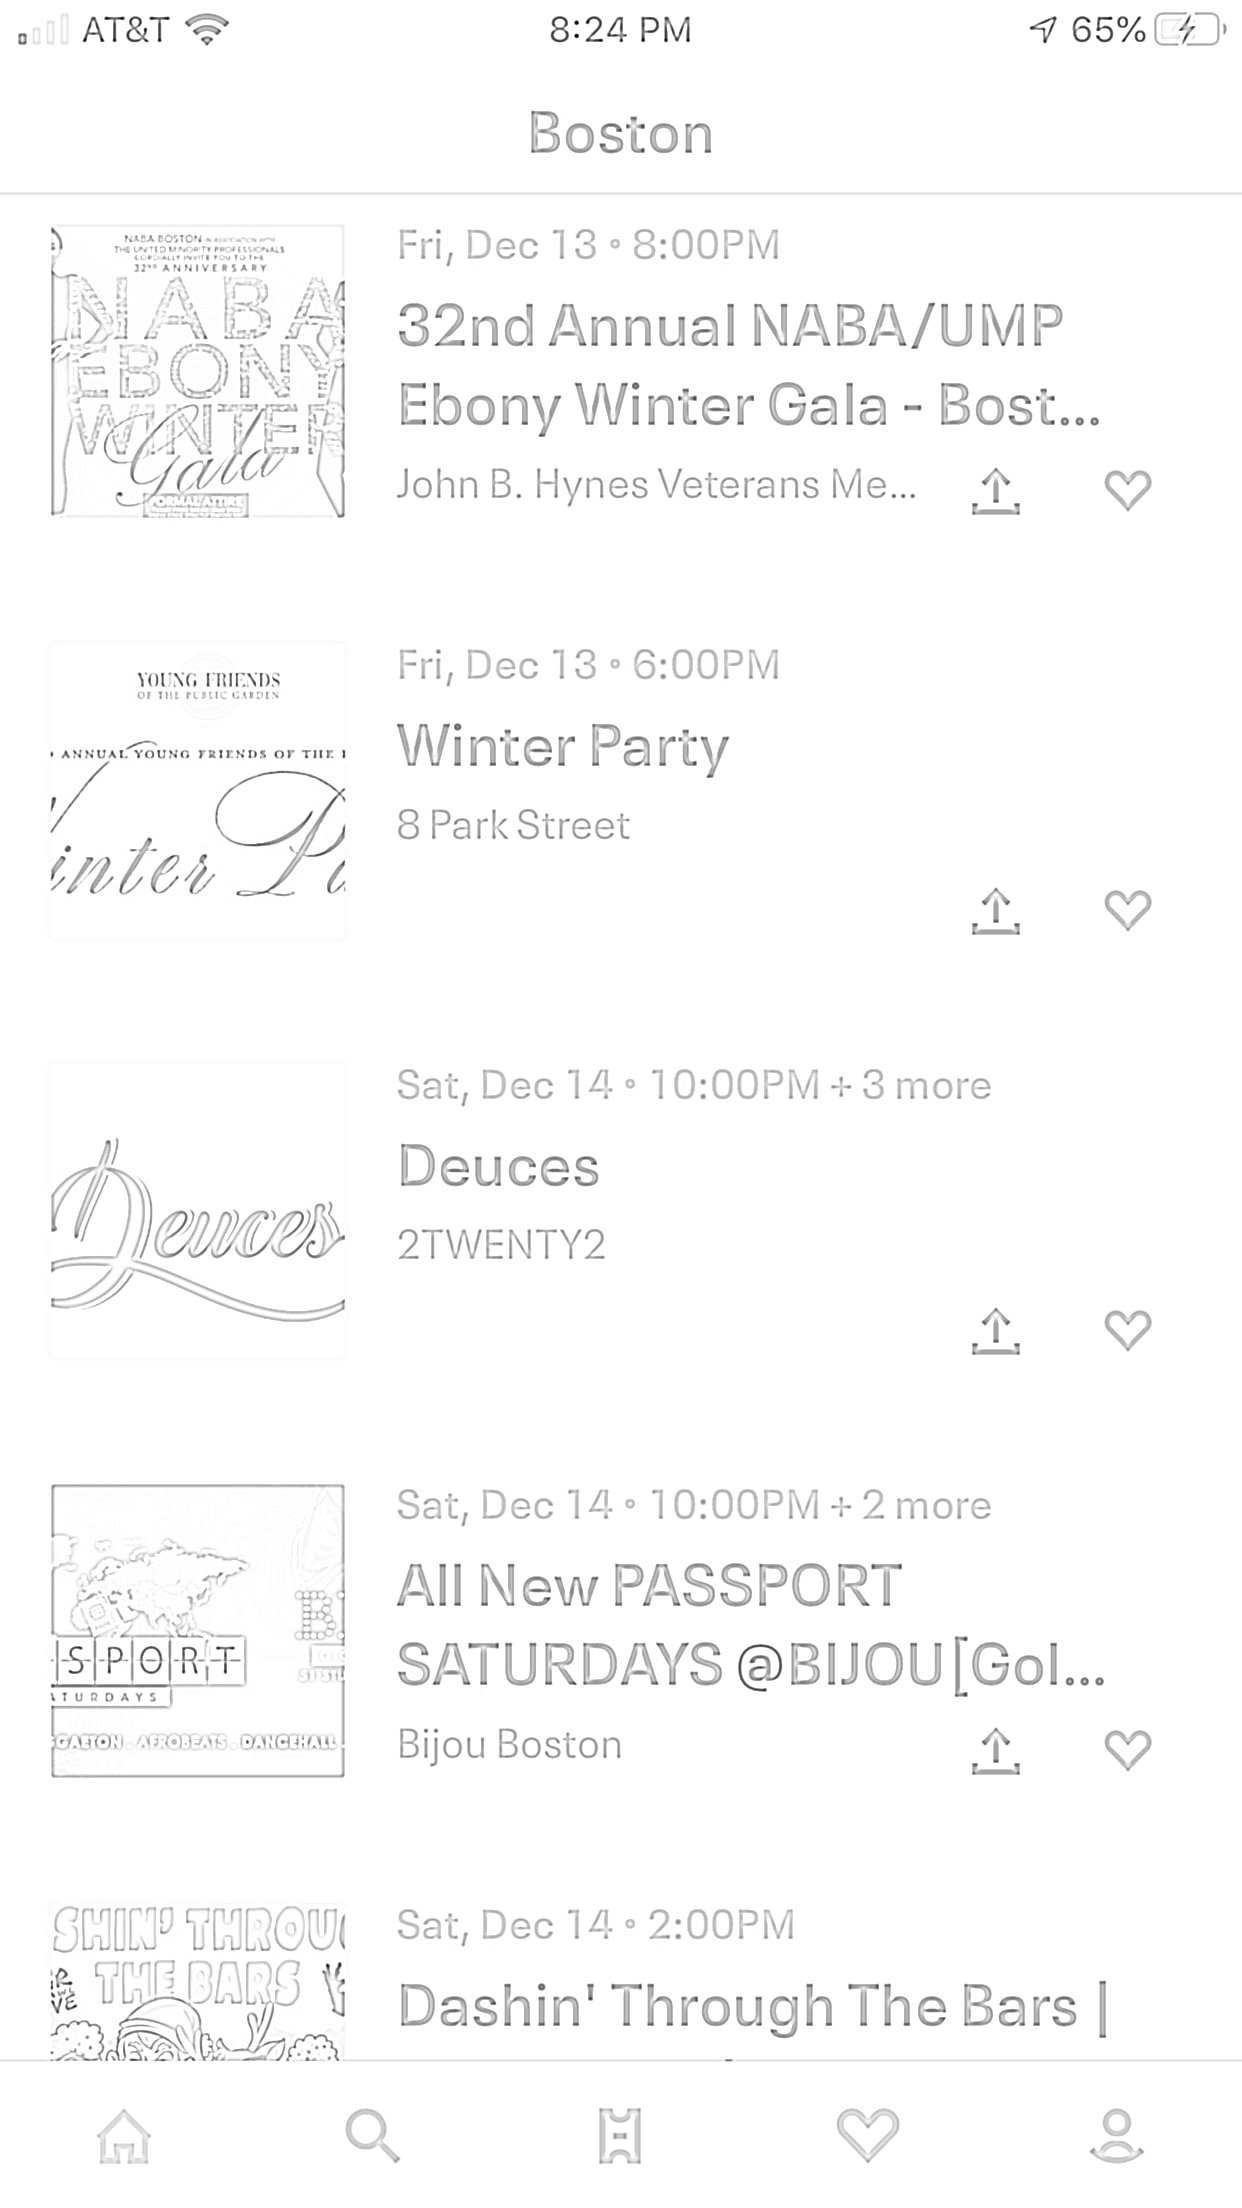 AT&T
8:24 PM
65%
Boston
NABA BOSTON IN ASSOCIATION WITH
THE UNITED MINORITY PROFESSIONALS
CORDIALLY INVITE YOU TO THE
32ND ANNIVERSARY
NABA
EBONY
WINTER
Gala
FORMAL ATTIRE
Fri, Dec 13 • 8:00PM
32nd Annual NABA/UMP
Ebony Winter Gala - Bost...
John B. Hynes Veterans Me...
YOUNG FRIENDS
OF THE PUBLIC GARDEN
ANNUAL YOUNG FRIENDS OF THE
inter Pa
Fri, Dec 13 • 6:00PM
Winter Party
8 Park Street
Deuces
Sat, Dec 14 • 10:00PM + 3 more
Deuces
2TWENTY2
SPORT
ATURDAYS
GAETON . AFROBEATS . DANCEHALL
Sat, Dec 14 • 10:00PM + 2 more
All New PASSPORT
SATURDAYS @BIJOU[Gol...
Bijou Boston
SHIN' THROU
THE BARS
Sat, Dec 14 • 2:00PM
Dashin' Through The Bars |